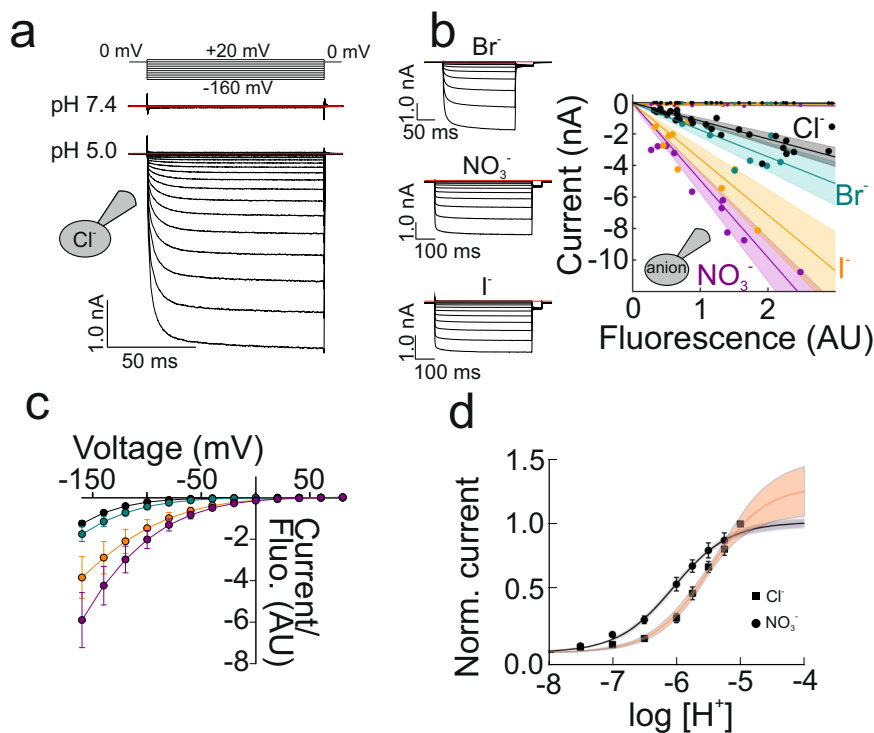 a
0 mV
+20 mV
0 mV
-160 mV
pH 7.4
pH 5.0
Cl-
1.0 nA
50 ms
b
Br-
1.0 nA
50 ms
NO3-
1.0 nA
100 ms
I-
1.0 nA
100 ms
Current (nA)
0
-2
-4
-6
-8
-10
Cl-
Br-
I-
NO3-
anion
0
1
2
Fluorescence (AU)
c
Voltage (mV)
-150
-100
-50
50
-2
-4
-6
-8
Current/
Fluo. (AU)
d
Norm. current
1.5
1.0
0.5
0.0
Cl-
NO3-
-8
-7
-6
-5
-4
log [H+]